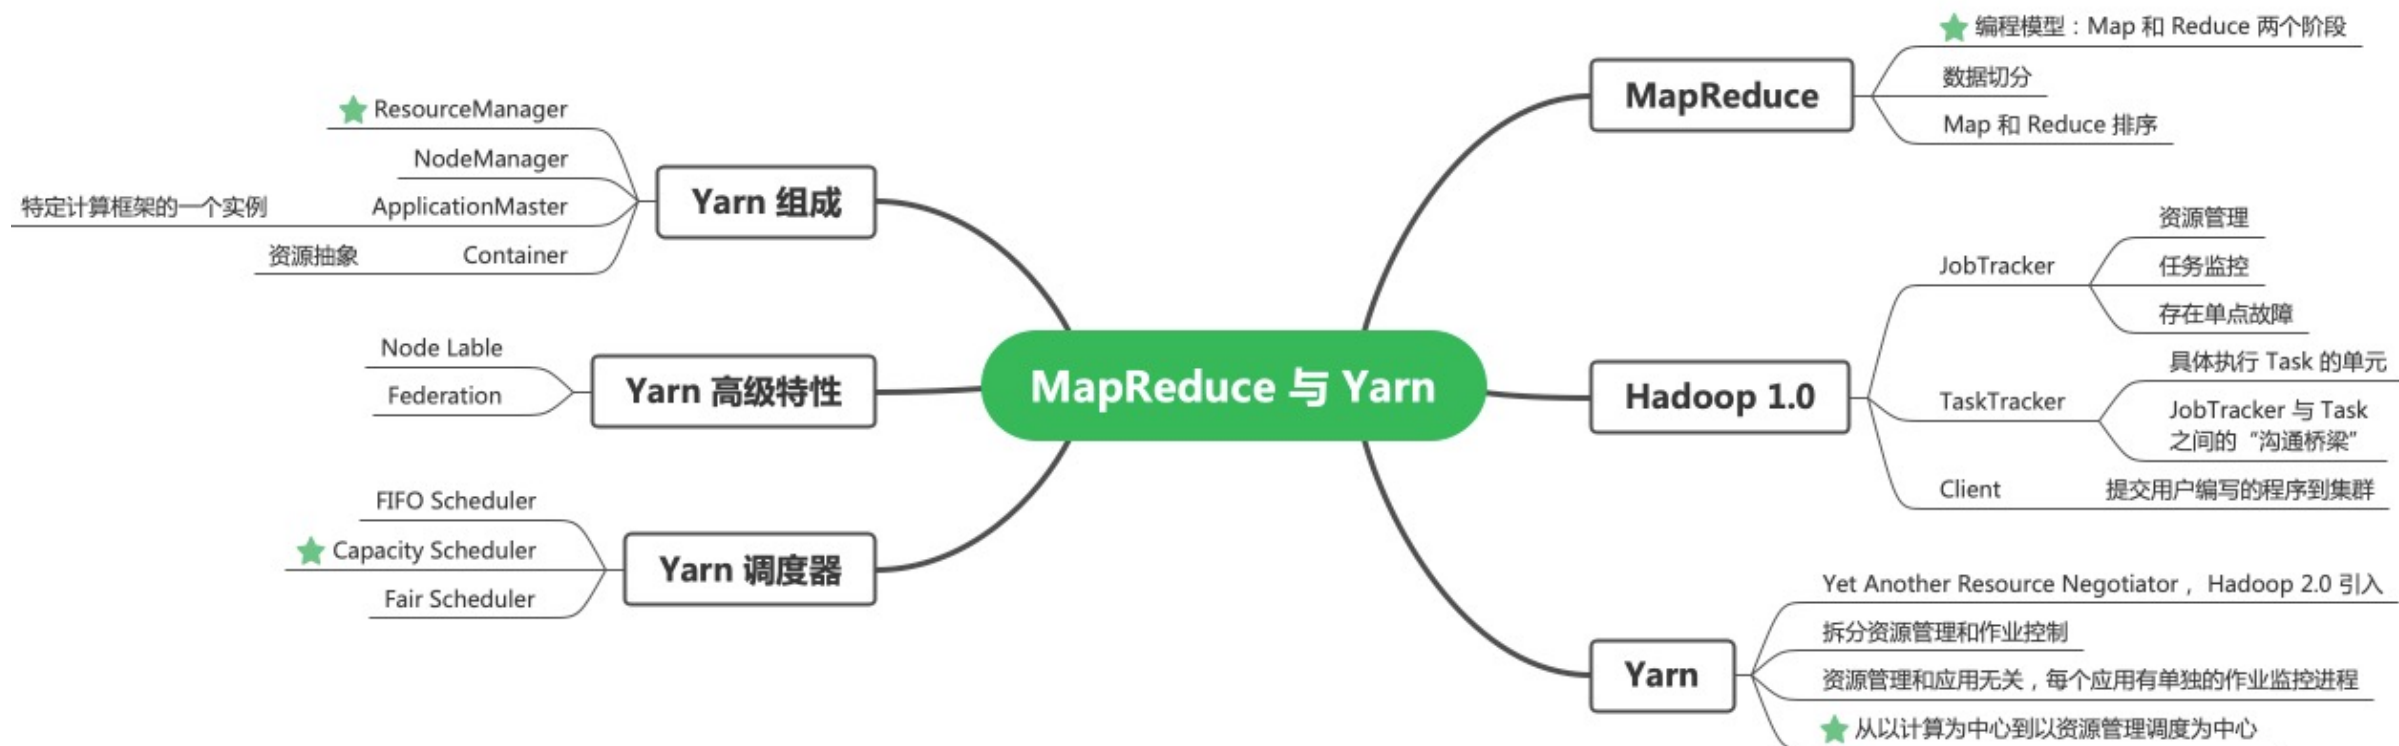 MapReduce 与 Yarn
MapReduce
编程模型：Map 和 Reduce 两个阶段
数据切分
Map 和 Reduce 排序
Hadoop 1.0
JobTracker
资源管理
任务监控
存在单点故障
TaskTracker
具体执行 Task 的单元
JobTracker 与 Task
之间的“沟通桥梁”
Client
提交用户编写的程序到集群
Yarn
Yet Another Resource Negotiator， Hadoop 2.0 引入
拆分资源管理和作业控制
资源管理和应用无关，每个应用有单独的作业监控进程
从以计算为中心到以资源管理调度为中心
Yarn 组成
ResourceManager
NodeManager
ApplicationMaster
特定计算框架的一个实例
Container
资源抽象
Yarn 高级特性
Node Lable
Federation
Yarn 调度器
FIFO Scheduler
Capacity Scheduler
Fair Scheduler